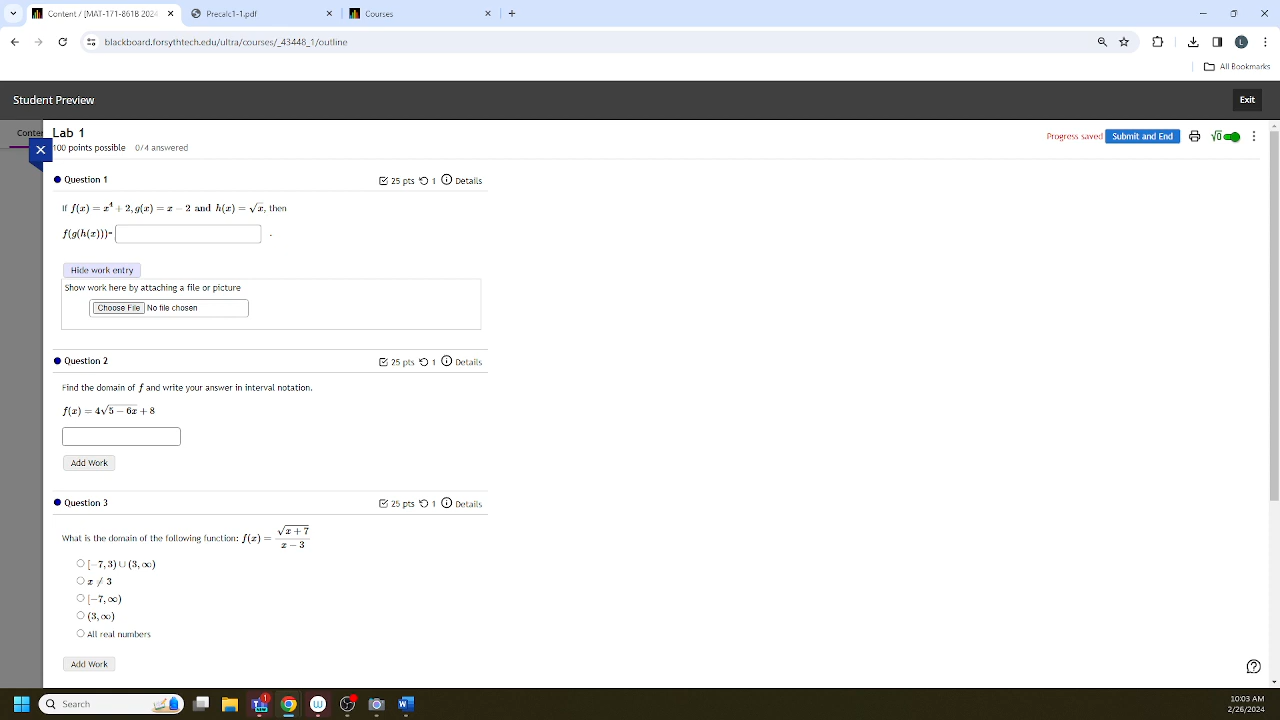 Content / [MAT-171-8618 2024
Precalc1-1.pdf
Courses
blackboard.forsythtech.edu/ultra/courses/_43448_1/outline
All Bookmarks
Student Preview
Exit
Conte
Lab 1
100 points possible 0/4 answered
Progress saved Submit and End √0
Question 1
25 pts 1 Details
If f(x) = x⁴ + 2, g(x) = x − 2 and h(x) = √x, then
f(g(h(x)))= .
Hide work entry
Show work here by attaching a file or picture
Choose File No file chosen
Question 2
25 pts 1 Details
Find the domain of f and write your answer in interval notation.
f(x) = 4√(5 − 6x) + 8
Add Work
Question 3
25 pts 1 Details
What is the domain of the following function: f(x) = √(x + 7) / (x − 3)
[−7, 3) ∪ (3, ∞)
x ≠ 3
[−7, ∞)
(3, ∞)
All real numbers
Add Work
Search
1
10:03 AM
2/26/2024